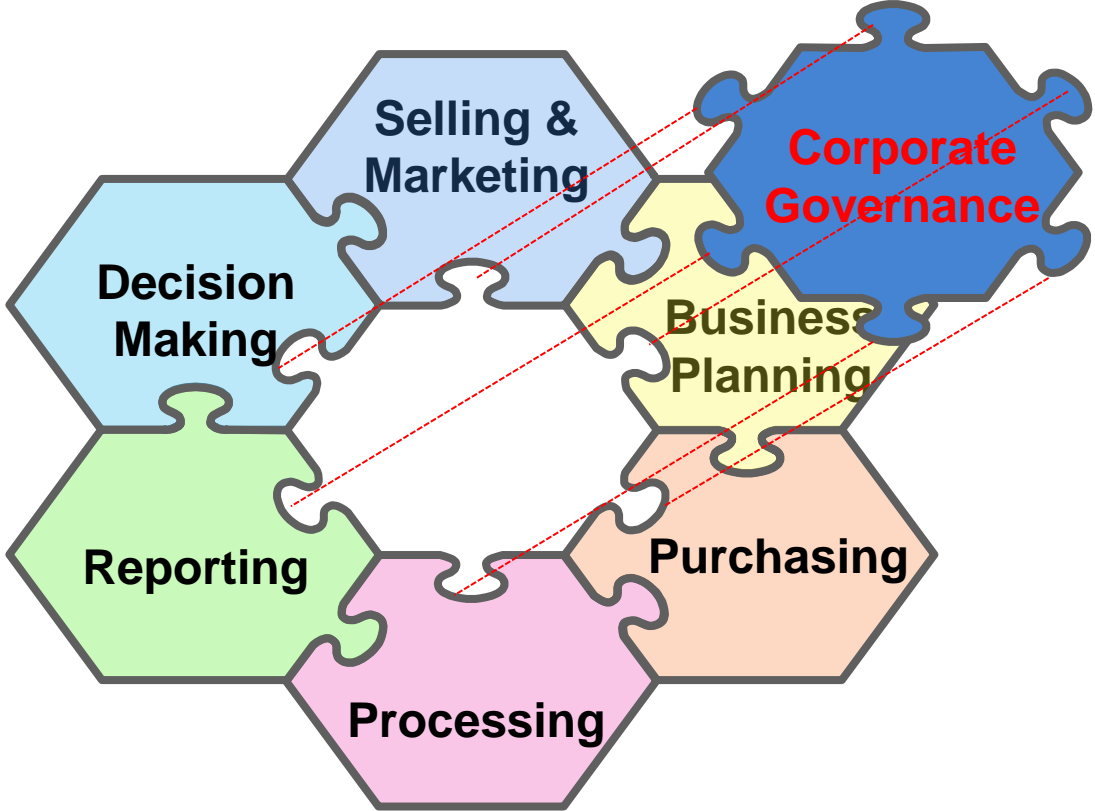 Selling &
Marketing
Corporate
Governance
Decision
Making
Business
Planning
Reporting
Purchasing
Processing